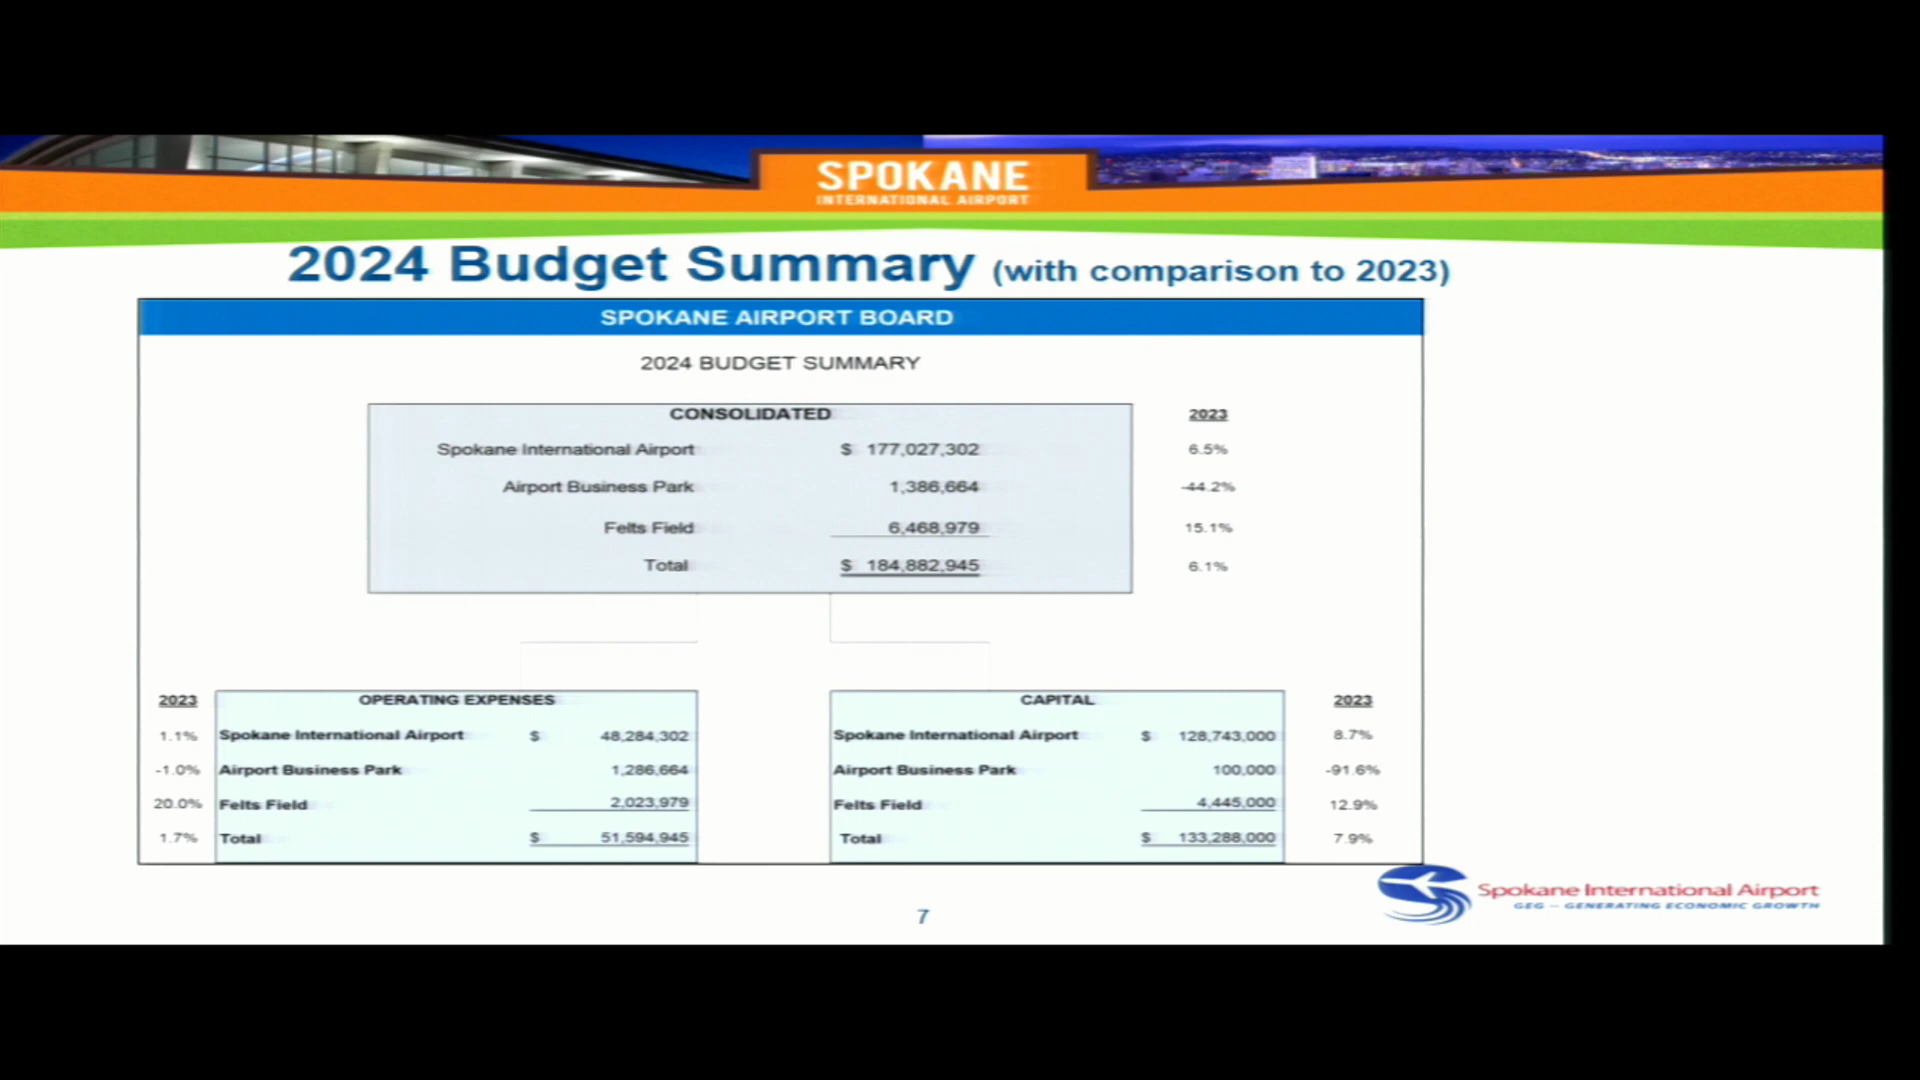 SPOKANE
INTERNATIONAL AIRPORT
2024 Budget Summary (with comparison to 2023)
SPOKANE AIRPORT BOARD
2024 BUDGET SUMMARY
CONSOLIDATED 2023
Spokane International Airport $ 177,027,302 6.5%
Airport Business Park 1,386,664 -44.2%
Felts Field 6,468,979 15.1%
Total $ 184,882,945 6.1%
2023 OPERATING EXPENSES
1.1% Spokane International Airport $ 48,284,302
-1.0% Airport Business Park 1,286,664
20.0% Felts Field 2,023,979
1.7% Total $ 51,594,945
CAPITAL 2023
Spokane International Airport $ 128,743,000 8.7%
Airport Business Park 100,000 -91.6%
Felts Field 4,445,000 12.9%
Total $ 133,288,000 7.9%
Spokane International Airport
GEG – GENERATING ECONOMIC GROWTH
7